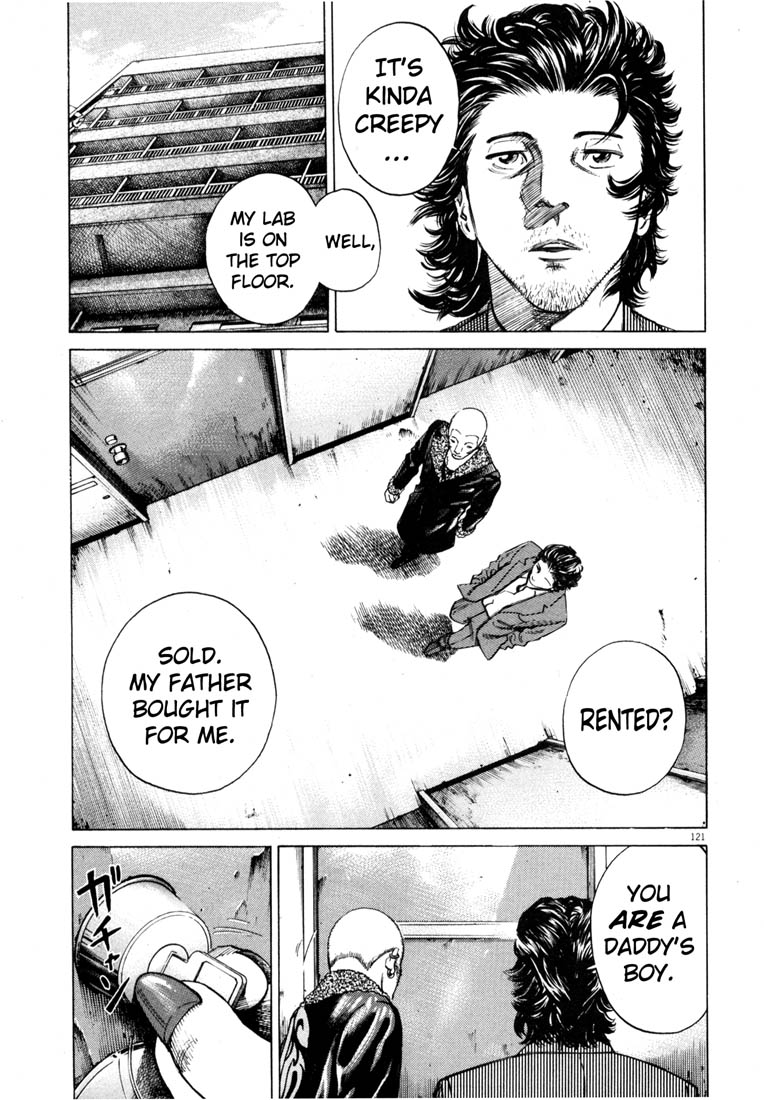 IT'S
KINDA
CREEPY
...
WELL,
MY LAB
IS ON
THE TOP
FLOOR.
RENTED?
SOLD.
MY FATHER
BOUGHT IT
FOR ME.
121
YOU
ARE A
DADDY'S
BOY.
ガチャ・